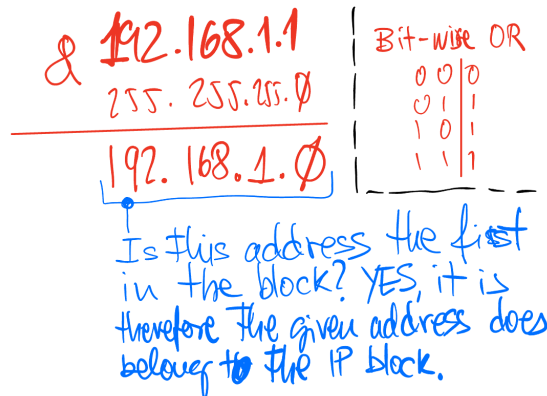 & 192.168.1.1
255.255.255.0
192.168.1.0
Bit-wise OR
0 0 0
0 1 1
1 0 1
1 1 1
Is this address the first
in the block? YES, it is
therefore the given address does
belong to the IP block.